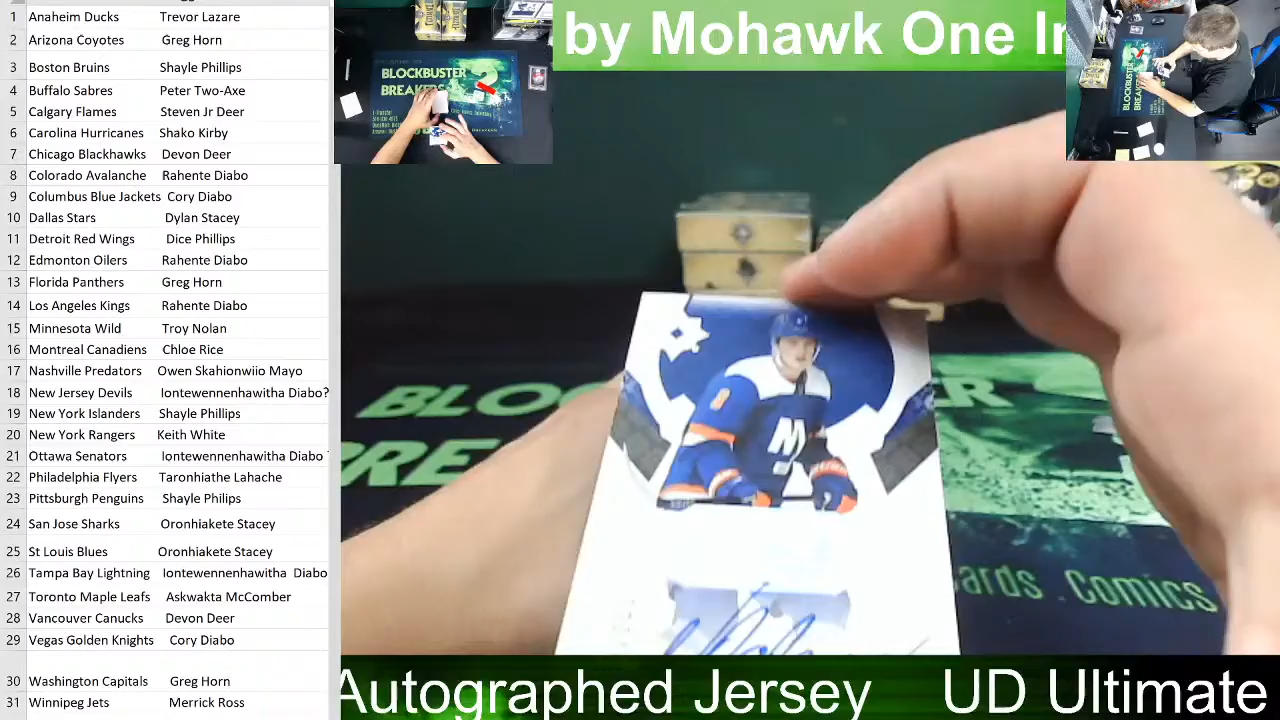 1 Anaheim Ducks Trevor Lazare
2 Arizona Coyotes Greg Horn
3 Boston Bruins Shayle Phillips
4 Buffalo Sabres Peter Two-Axe
5 Calgary Flames Steven Jr Deer
6 Carolina Hurricanes Shako Kirby
7 Chicago Blackhawks Devon Deer
8 Colorado Avalanche Rahente Diabo
9 Columbus Blue Jackets Cory Diabo
10 Dallas Stars Dylan Stacey
11 Detroit Red Wings Dice Phillips
12 Edmonton Oilers Rahente Diabo
13 Florida Panthers Greg Horn
14 Los Angeles Kings Rahente Diabo
15 Minnesota Wild Troy Nolan
16 Montreal Canadiens Chloe Rice
17 Nashville Predators Owen Skahionwiio Mayo
18 New Jersey Devils Iontewennenhawitha Diabo?
19 New York Islanders Shayle Phillips
20 New York Rangers Keith White
21 Ottawa Senators Iontewennenhawitha Diabo
22 Philadelphia Flyers Taronhiathe Lahache
23 Pittsburgh Penguins Shayle Philips
24 San Jose Sharks Oronhiakete Stacey
25 St Louis Blues Oronhiakete Stacey
26 Tampa Bay Lightning Iontewennenhawitha Diabo
27 Toronto Maple Leafs Askwakta McComber
28 Vancouver Canucks Devon Deer
29 Vegas Golden Knights Cory Diabo
30 Washington Capitals Greg Horn
31 Winnipeg Jets Merrick Ross
by Mohawk One In
BLOCKBUSTER
BREAKERS
2
BLO
BRE
ER
ards Comics
Autographed Jersey UD Ultimate